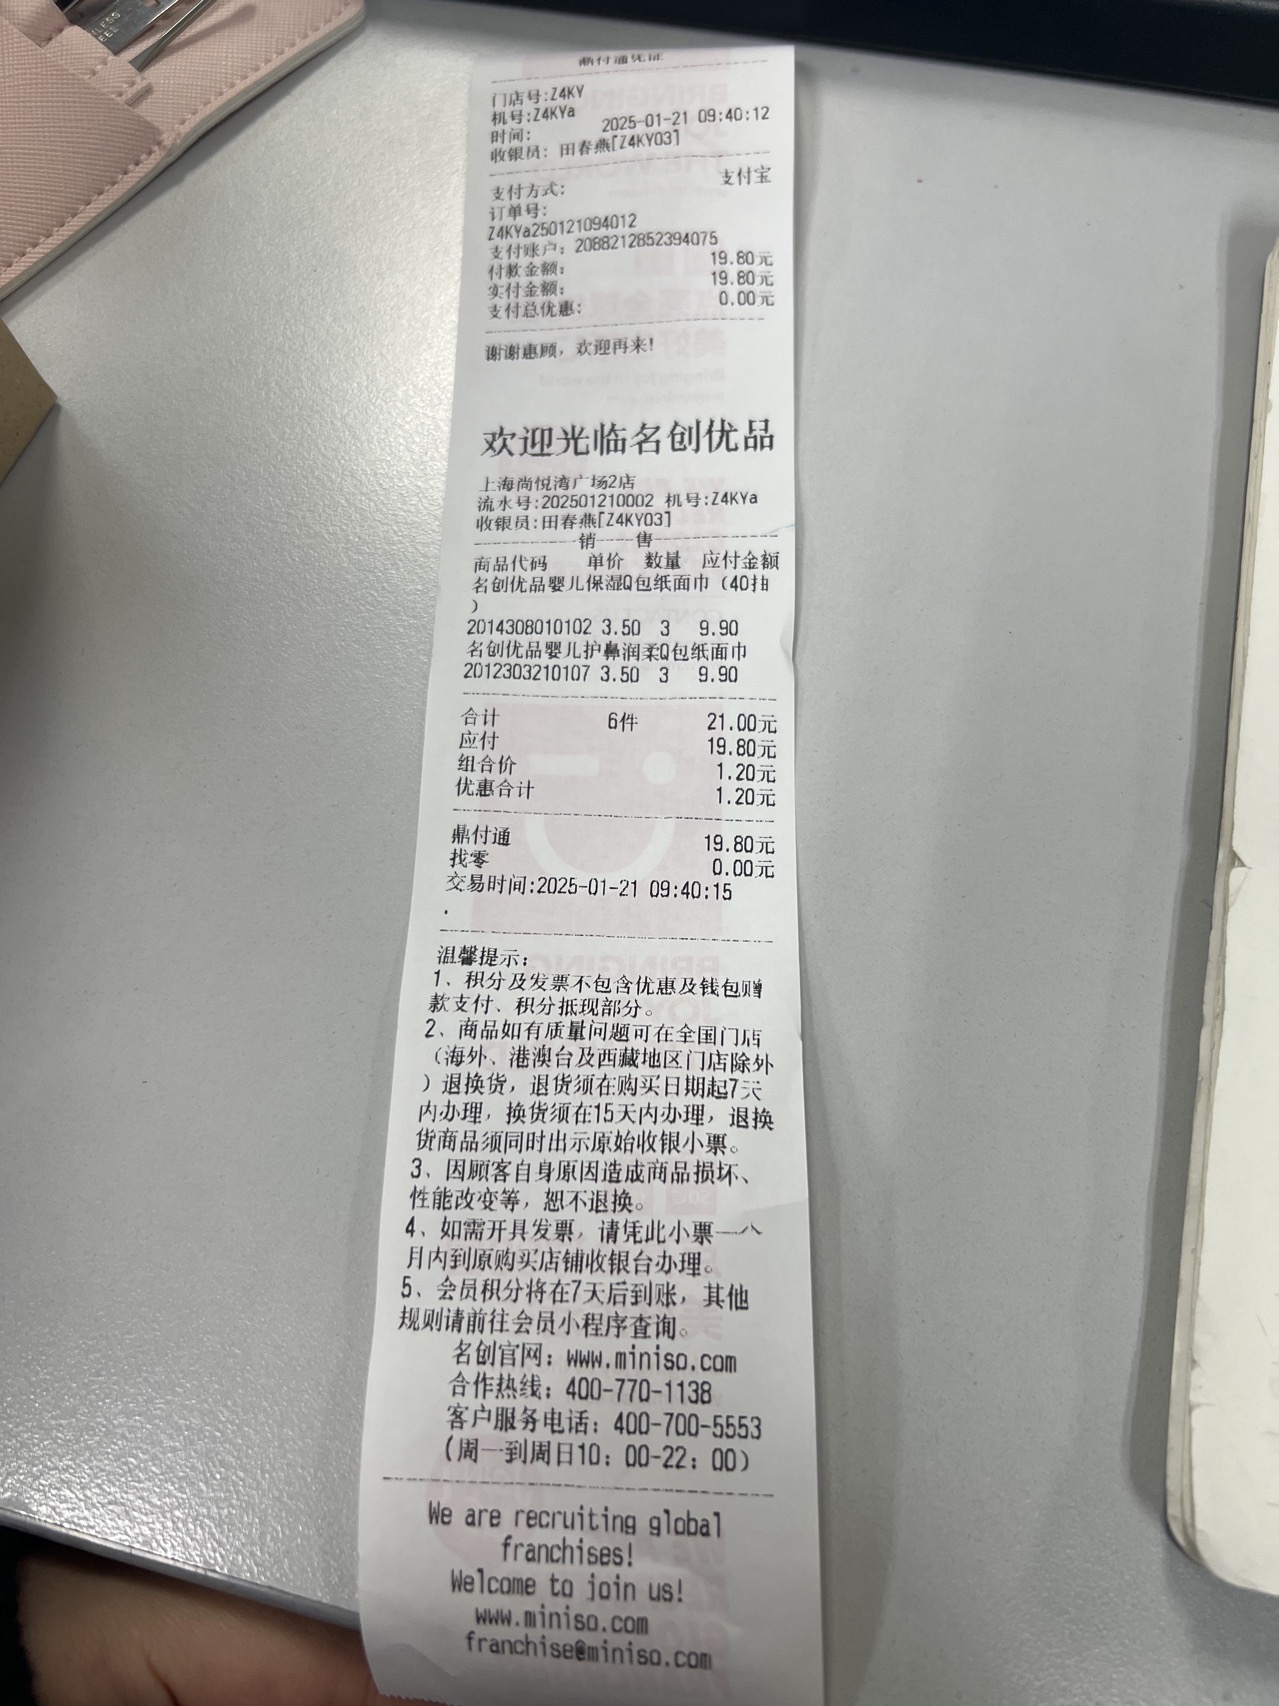 鼎付通凭证
门店号:Z4KY
机号:Z4KYa
时间: 2025-01-21 09:40:12
收银员: 田春燕[Z4KY03]
支付方式: 支付宝
订单号:
Z4KYa250121094012
支付账户: 2088212852394075
付款金额: 19.80元
实付金额: 19.80元
支付总优惠: 0.00元
谢谢惠顾，欢迎再来!
欢迎光临名创优品
上海尚悦湾广场2店
流水号:202501210002 机号:Z4KYa
收银员:田春燕[Z4KY03]
销 售
商品代码 单价 数量 应付金额
名创优品婴儿保湿Q包纸面巾（40抽
）
2014308010102 3.50 3 9.90
名创优品婴儿护鼻润柔Q包纸面巾
2012303210107 3.50 3 9.90
合计 6件 21.00元
应付 19.80元
组合价 1.20元
优惠合计 1.20元
鼎付通 19.80元
找零 0.00元
交易时间:2025-01-21 09:40:15
.
温馨提示:
1、积分及发票不包含优惠及钱包赠
款支付、积分抵现部分。
2、商品如有质量问题可在全国门店
（海外、港澳台及西藏地区门店除外
）退换货，退货须在购买日期起7天
内办理，换货须在15天内办理，退换
货商品须同时出示原始收银小票。
3、因顾客自身原因造成商品损坏、
性能改变等，恕不退换。
4、如需开具发票，请凭此小票一个
月内到原购买店铺收银台办理。
5、会员积分将在7天后到账，其他
规则请前往会员小程序查询。
名创官网: www.miniso.com
合作热线: 400-770-1138
客户服务电话: 400-700-5553
(周一到周日10: 00-22: 00)
We are recruiting global
franchises!
Welcome to join us!
www.miniso.com
franchise@miniso.com